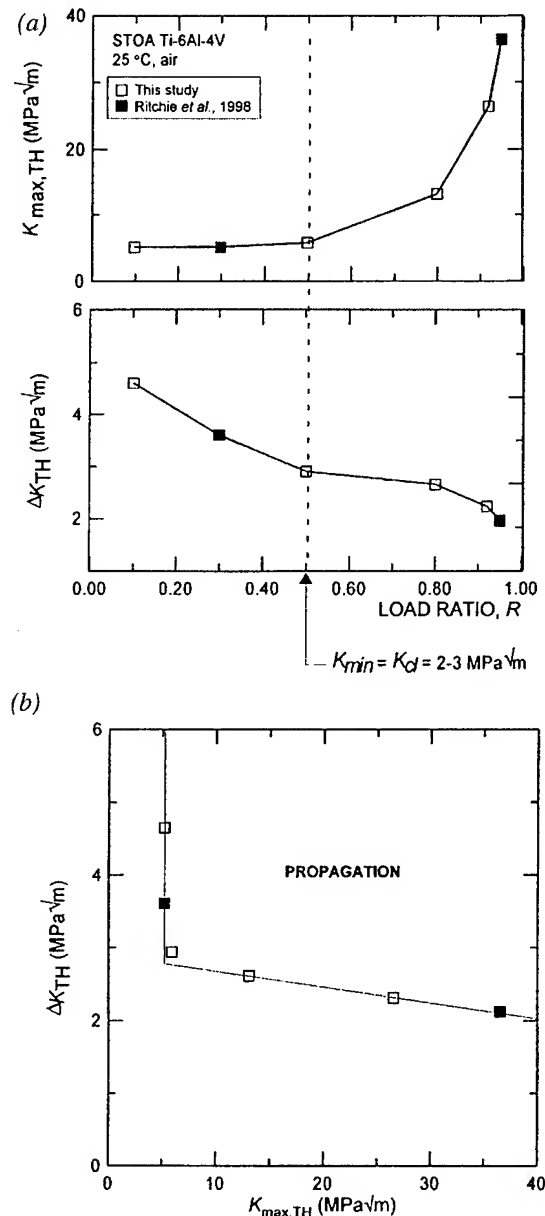 (a)
STOA Ti-6Al-4V
25 °C, air
This study
Ritchie et al., 1998
K max,TH (MPa√m)
40
20
0
ΔKTH (MPa√m)
6
4
2
0.00 0.20 0.40 0.60 0.80 1.00
LOAD RATIO, R
Kmin = Kcl = 2-3 MPa√m
(b)
ΔKTH (MPa√m)
6
4
2
0
PROPAGATION
0 10 20 30 40
Kmax,TH (MPa√m)